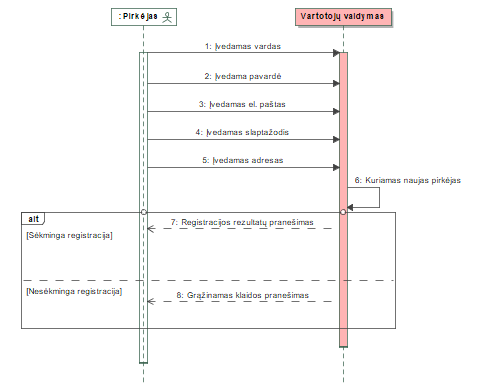 : Pirkėjas
Vartotojų valdymas
1: Įvedamas vardas
2: Įvedama pavardė
3: Įvedamas el. paštas
4: Įvedamas slaptažodis
5: Įvedamas adresas
6: Kuriamas naujas pirkėjas
alt
7: Registracijos rezultatų pranešimas
[Sėkminga registracija]
[Nesėkminga registracija]
8: Grąžinamas klaidos pranešimas